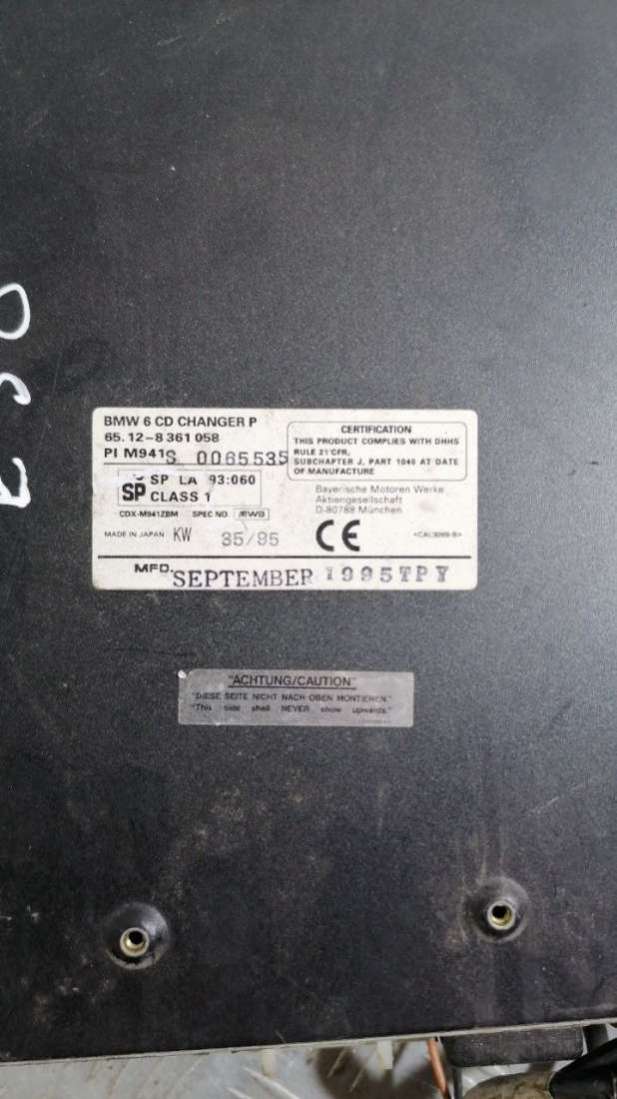 BMW 6 CD CHANGER P
65.12-8 361 058
PI M941S 0065535
SP SP LA 93:060
CLASS 1
CDX-M941ZBM SPEC NO /EWG
MADE IN JAPAN KW 35/95
CERTIFICATION
THIS PRODUCT COMPLIES WITH DHHS
RULE 21 CFR,
SUBCHAPTER J, PART 1040 AT DATE
OF MANUFACTURE
Bayerische Motoren Werke
Aktiengesellschaft
D-80788 München
CE
MFD. SEPTEMBER 1995TPY
"ACHTUNG/CAUTION"
"DIESE SEITE NICHT NACH OBEN MONTIEREN."
"This side shall NEVER show upwards."